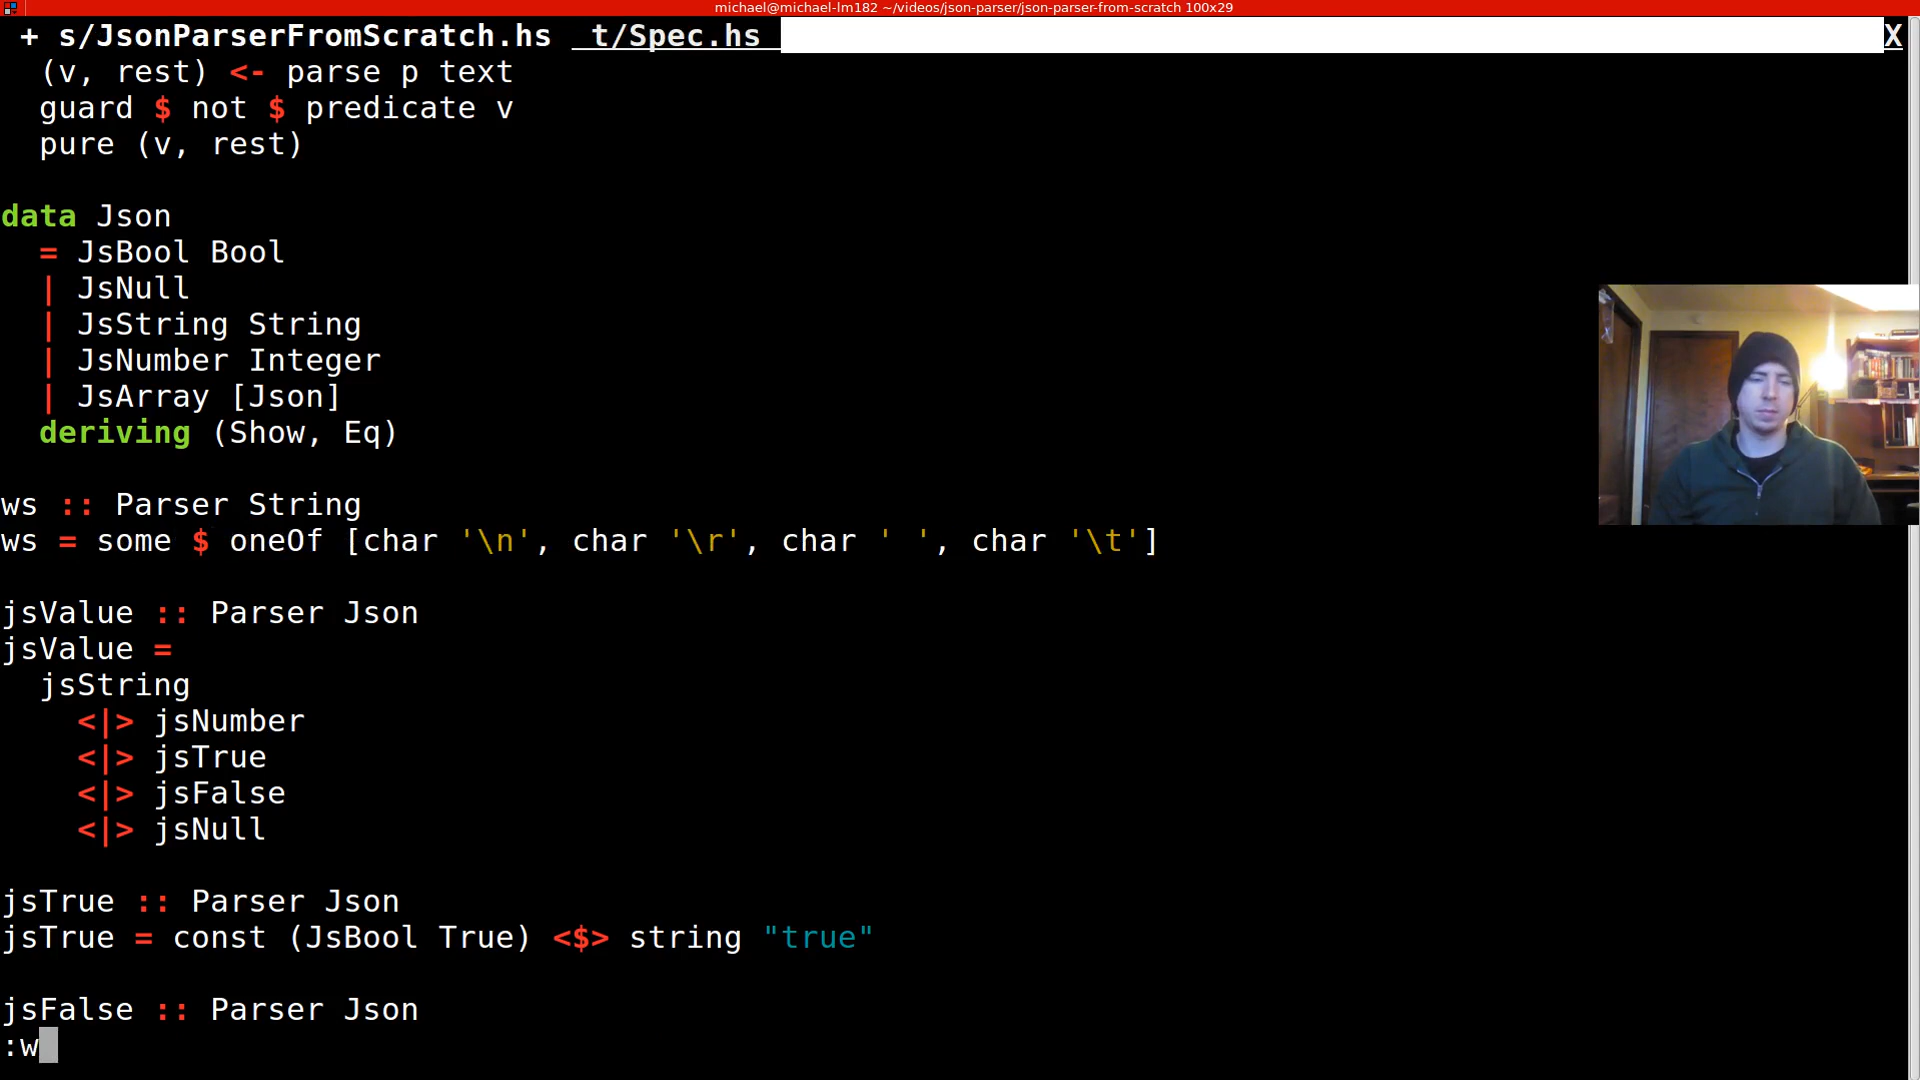 michael@michael-lm182 ~/videos/json-parser/json-parser-from-scratch 100x29
+ s/JsonParserFromScratch.hs t/Spec.hs X
(v, rest) <- parse p text
guard $ not $ predicate v
pure (v, rest)
data Json
= JsBool Bool
| JsNull
| JsString String
| JsNumber Integer
| JsArray [Json]
deriving (Show, Eq)
ws :: Parser String
ws = some $ oneOf [char '\n', char '\r', char ' ', char '\t']
jsValue :: Parser Json
jsValue =
jsString
<|> jsNumber
<|> jsTrue
<|> jsFalse
<|> jsNull
jsTrue :: Parser Json
jsTrue = const (JsBool True) <$> string "true"
jsFalse :: Parser Json
:w